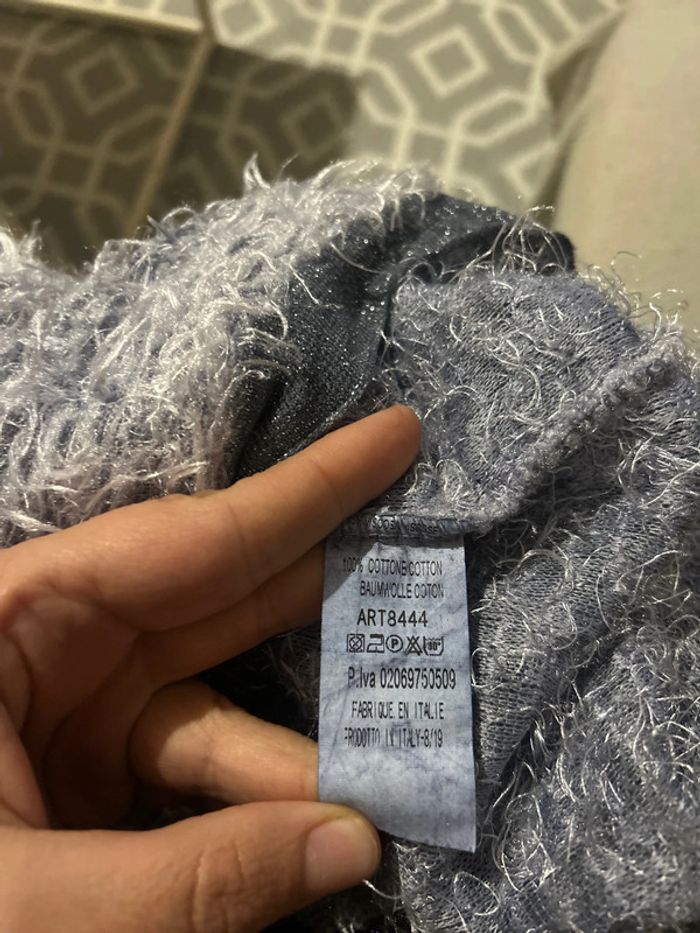 100% COTTONE COTTON
BAUMWOLLE COTON
ART8444
P.Iva 02069750509
FABRIQUE EN ITALIE
PRODOTTO IN ITALY-8/19